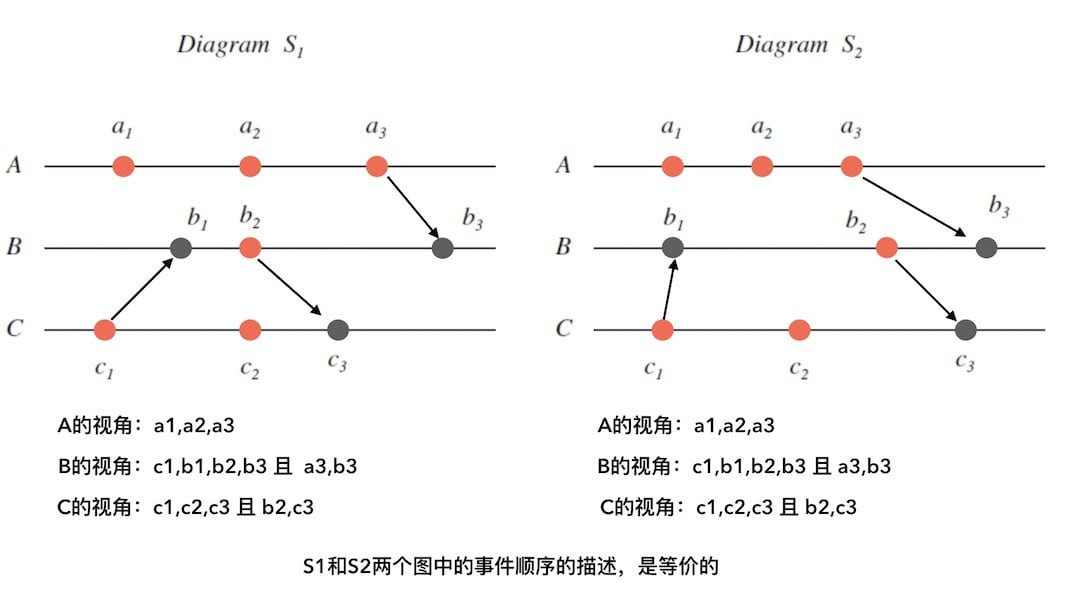 Diagram S1
Diagram S2
a1 a2 a3
a1 a2 a3
A
A
b1 b2 b3
b1 b2 b3
B
B
C
C
c1 c2 c3
c1 c2 c3
A的视角：a1,a2,a3
A的视角：a1,a2,a3
B的视角：c1,b1,b2,b3 且 a3,b3
B的视角：c1,b1,b2,b3 且 a3,b3
C的视角：c1,c2,c3 且 b2,c3
C的视角：c1,c2,c3 且 b2,c3
S1和S2两个图中的事件顺序的描述，是等价的